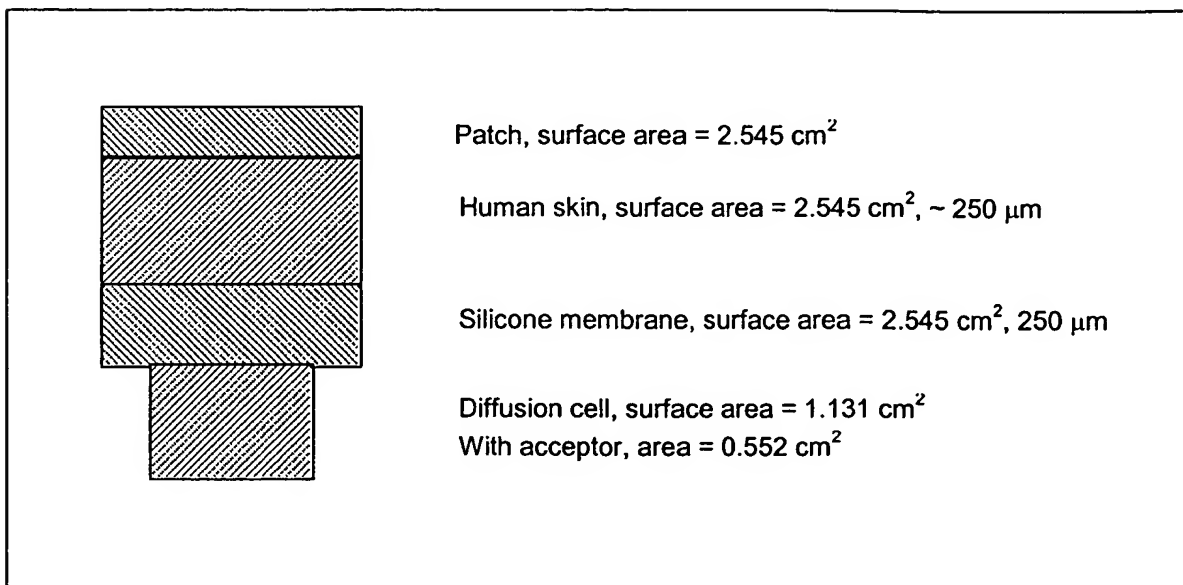 Patch, surface area = 2.545 cm²
Human skin, surface area = 2.545 cm², ~ 250 μm
Silicone membrane, surface area = 2.545 cm², 250 μm
Diffusion cell, surface area = 1.131 cm²
With acceptor, area = 0.552 cm²